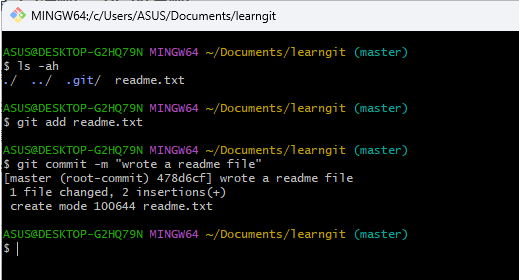 MINGW64:/c/Users/ASUS/Documents/learngit
ASUS@DESKTOP-G2HQ79N MINGW64 ~/Documents/learngit (master)
$ ls -ah
./  ../  .git/  readme.txt
ASUS@DESKTOP-G2HQ79N MINGW64 ~/Documents/learngit (master)
$ git add readme.txt
ASUS@DESKTOP-G2HQ79N MINGW64 ~/Documents/learngit (master)
$ git commit -m "wrote a readme file"
[master (root-commit) 478d6cf] wrote a readme file
 1 file changed, 2 insertions(+)
 create mode 100644 readme.txt
ASUS@DESKTOP-G2HQ79N MINGW64 ~/Documents/learngit (master)
$